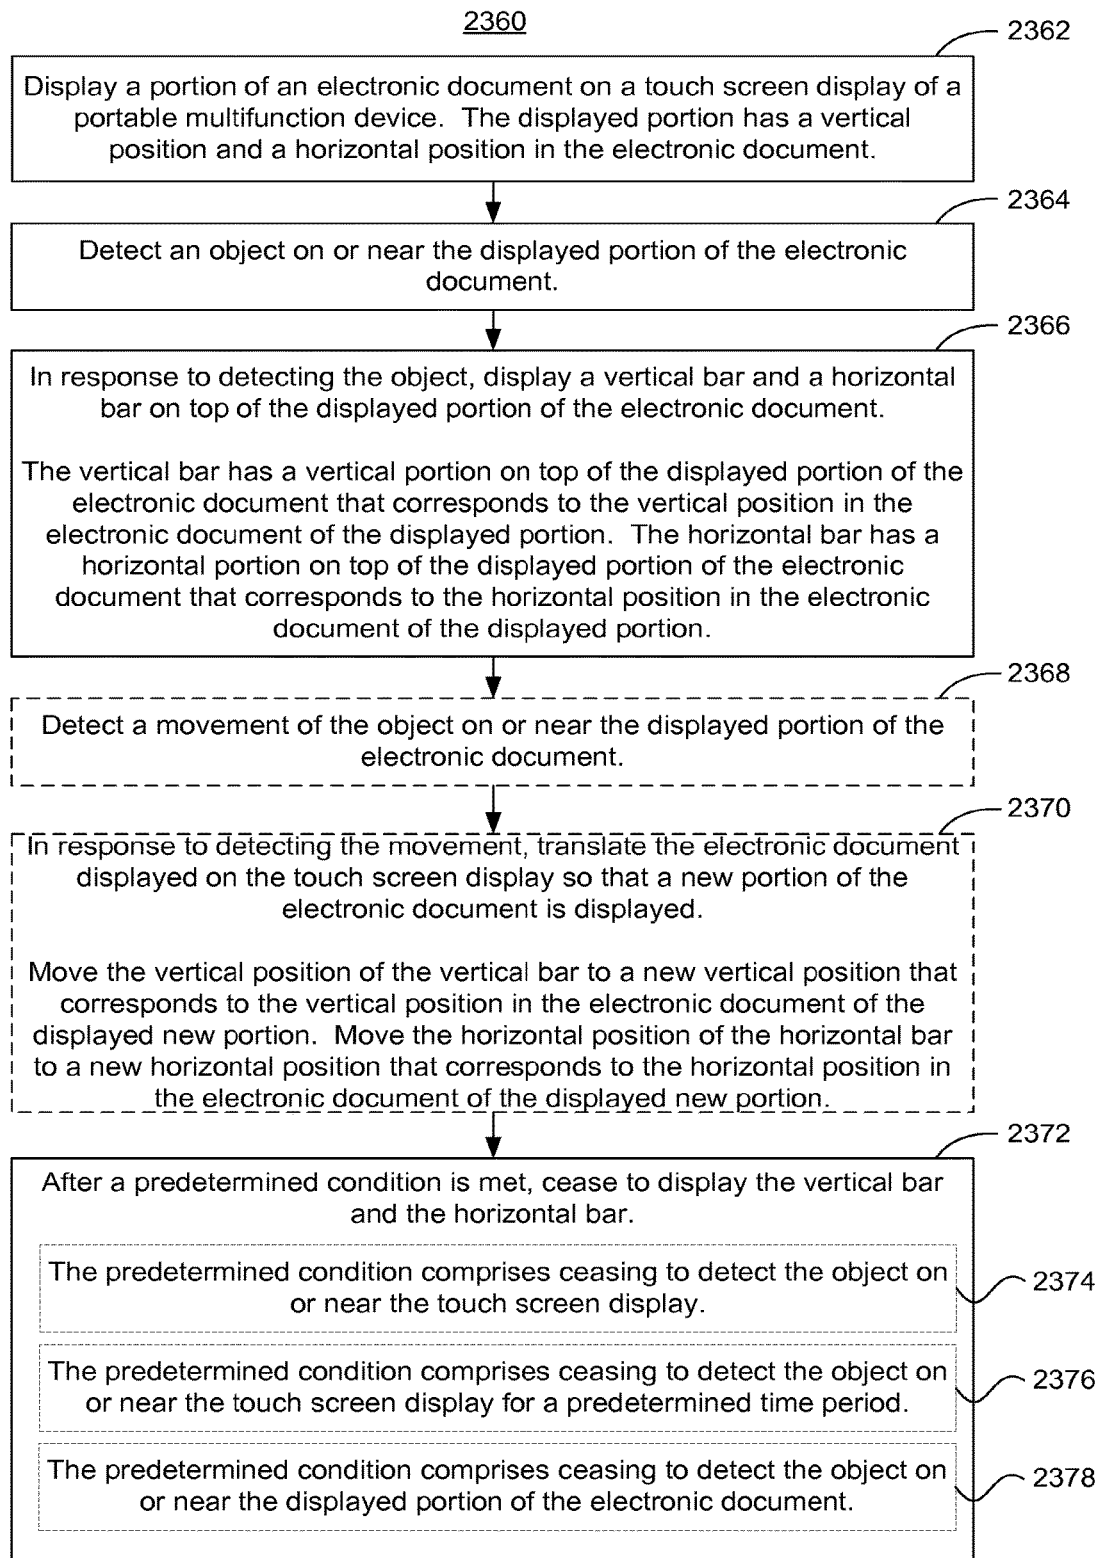 2360
2362
Display a portion of an electronic document on a touch screen display of a
portable multifunction device.  The displayed portion has a vertical
position and a horizontal position in the electronic document.
2364
Detect an object on or near the displayed portion of the electronic
document.
2366
In response to detecting the object, display a vertical bar and a horizontal
bar on top of the displayed portion of the electronic document.
The vertical bar has a vertical portion on top of the displayed portion of the
electronic document that corresponds to the vertical position in the
electronic document of the displayed portion.  The horizontal bar has a
horizontal portion on top of the displayed portion of the electronic
document that corresponds to the horizontal position in the electronic
document of the displayed portion.
2368
Detect a movement of the object on or near the displayed portion of the
electronic document.
2370
In response to detecting the movement, translate the electronic document
displayed on the touch screen display so that a new portion of the
electronic document is displayed.
Move the vertical position of the vertical bar to a new vertical position that
corresponds to the vertical position in the electronic document of the
displayed new portion.  Move the horizontal position of the horizontal bar
to a new horizontal position that corresponds to the horizontal position in
the electronic document of the displayed new portion.
2372
After a predetermined condition is met, cease to display the vertical bar
and the horizontal bar.
The predetermined condition comprises ceasing to detect the object on
or near the touch screen display.
2374
The predetermined condition comprises ceasing to detect the object on
or near the touch screen display for a predetermined time period.
2376
The predetermined condition comprises ceasing to detect the object on
or near the displayed portion of the electronic document.
2378